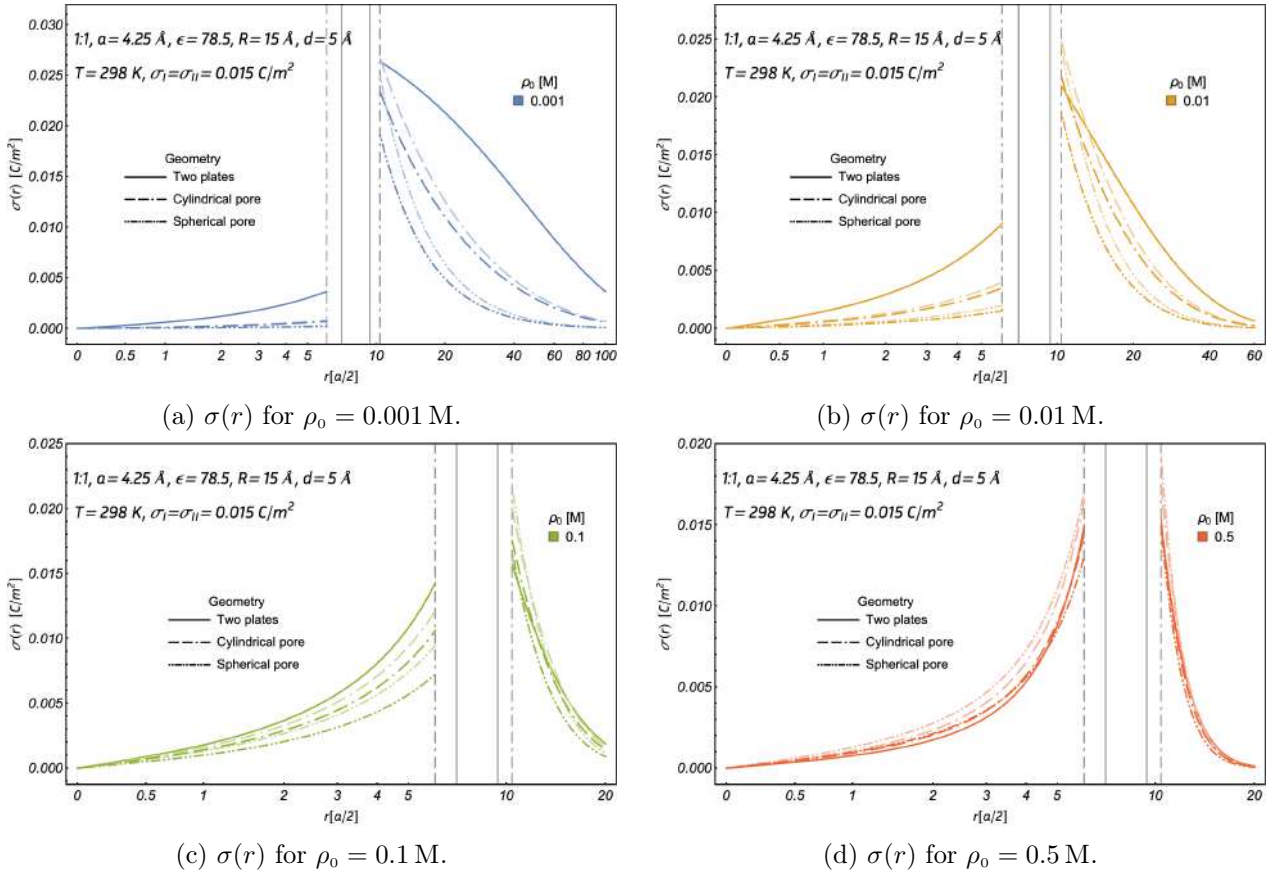 1:1, a = 4.25 Å, ϵ = 78.5, R = 15 Å, d = 5 Å
T = 298 K, σI = σII = 0.015 C/m²
ρ₀ [M]
0.001
Geometry
Two plates
Cylindrical pore
Spherical pore
σ(r) [C/m²]
0.030
0.025
0.020
0.015
0.010
0.005
0.000
0 0.5 1 2 3 4 5 10 20 40 60 80 100
r[a/2]
(a) σ(r) for ρ₀ = 0.001 M.
1:1, a = 4.25 Å, ϵ = 78.5, R = 15 Å, d = 5 Å
T = 298 K, σI = σII = 0.015 C/m²
ρ₀ [M]
0.01
Geometry
Two plates
Cylindrical pore
Spherical pore
σ(r) [C/m²]
0.025
0.020
0.015
0.010
0.005
0.000
0 0.5 1 2 3 4 5 10 20 40 60
r[a/2]
(b) σ(r) for ρ₀ = 0.01 M.
1:1, a = 4.25 Å, ϵ = 78.5, R = 15 Å, d = 5 Å
T = 298 K, σI = σII = 0.015 C/m²
ρ₀ [M]
0.1
Geometry
Two plates
Cylindrical pore
Spherical pore
σ(r) [C/m²]
0.025
0.020
0.015
0.010
0.005
0.000
0 0.5 1 2 3 4 5 10 20
r[a/2]
(c) σ(r) for ρ₀ = 0.1 M.
1:1, a = 4.25 Å, ϵ = 78.5, R = 15 Å, d = 5 Å
T = 298 K, σI = σII = 0.015 C/m²
ρ₀ [M]
0.5
Geometry
Two plates
Cylindrical pore
Spherical pore
σ(r) [C/m²]
0.020
0.015
0.010
0.005
0.000
0 0.5 1 2 3 4 5 10 20
r[a/2]
(d) σ(r) for ρ₀ = 0.5 M.